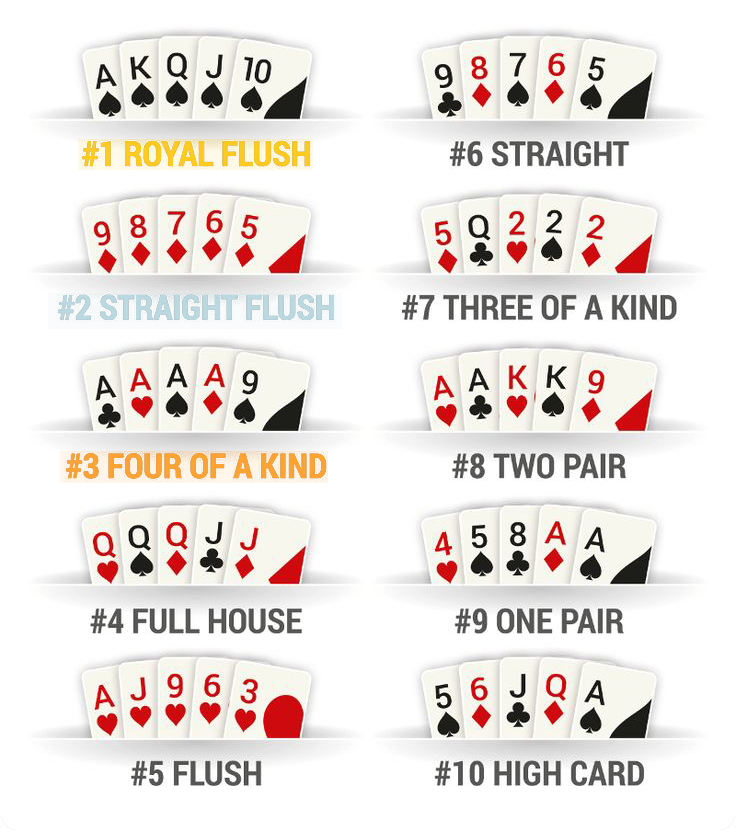 A K Q J 10
#1 ROYAL FLUSH
9 8 7 6 5
#2 STRAIGHT FLUSH
A A A A 9
#3 FOUR OF A KIND
Q Q Q J J
#4 FULL HOUSE
A J 9 6 3
#5 FLUSH
9 8 7 6 5
#6 STRAIGHT
5 Q 2 2 2
#7 THREE OF A KIND
A A K K 9
#8 TWO PAIR
4 5 8 A A
#9 ONE PAIR
5 6 J Q A
#10 HIGH CARD